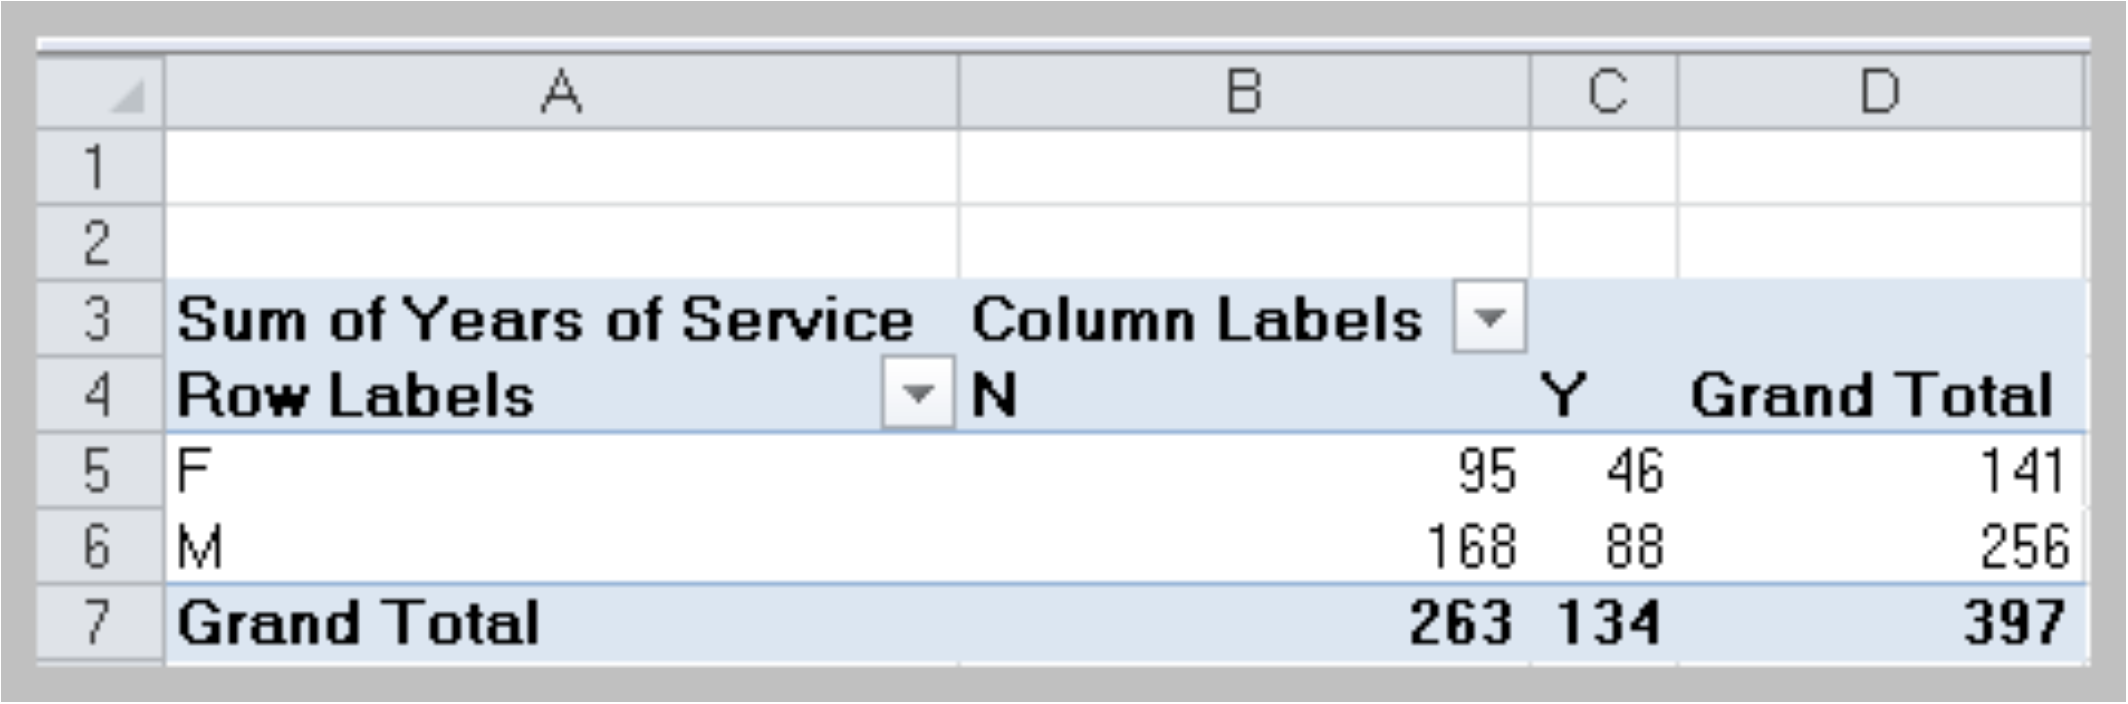 A B C D
1
2
3 Sum of Years of Service Column Labels
4 Row Labels N Y Grand Total
5 F 95 46 141
6 M 168 88 256
7 Grand Total 263 134 397